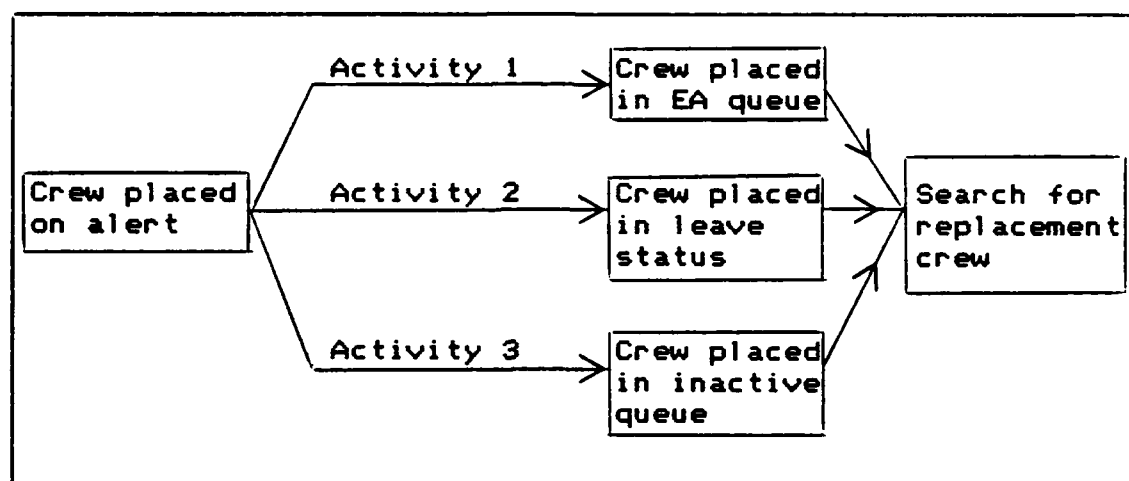 Activity 1
Crew placed
in EA queue
Crew placed
on alert
Activity 2
Crew placed
in leave
status
Search for
replacement
crew
Activity 3
Crew placed
in inactive
queue